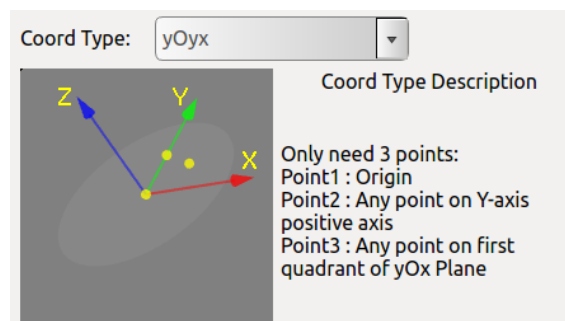 Coord Type: yOyx
Coord Type Description
Z
Y
X
Only need 3 points:
Point1 : Origin
Point2 : Any point on Y-axis
positive axis
Point3 : Any point on first
quadrant of yOx Plane